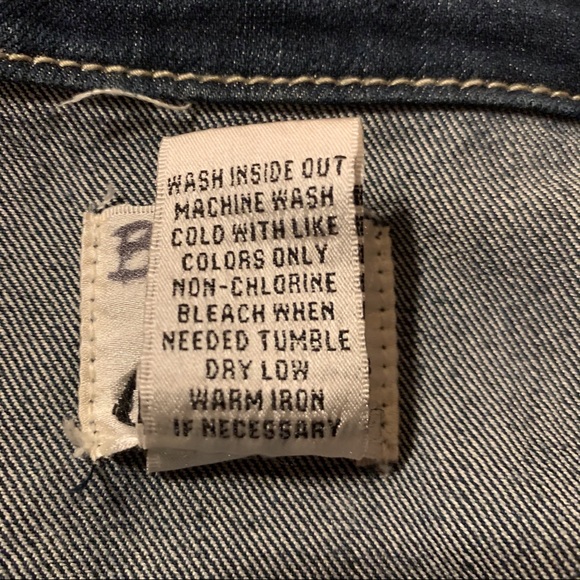 WASH INSIDE OUT
MACHINE WASH
COLD WITH LIKE
COLORS ONLY
NON-CHLORINE
BLEACH WHEN
NEEDED TUMBLE
DRY LOW
WARM IRON
IF NECESSARY
B